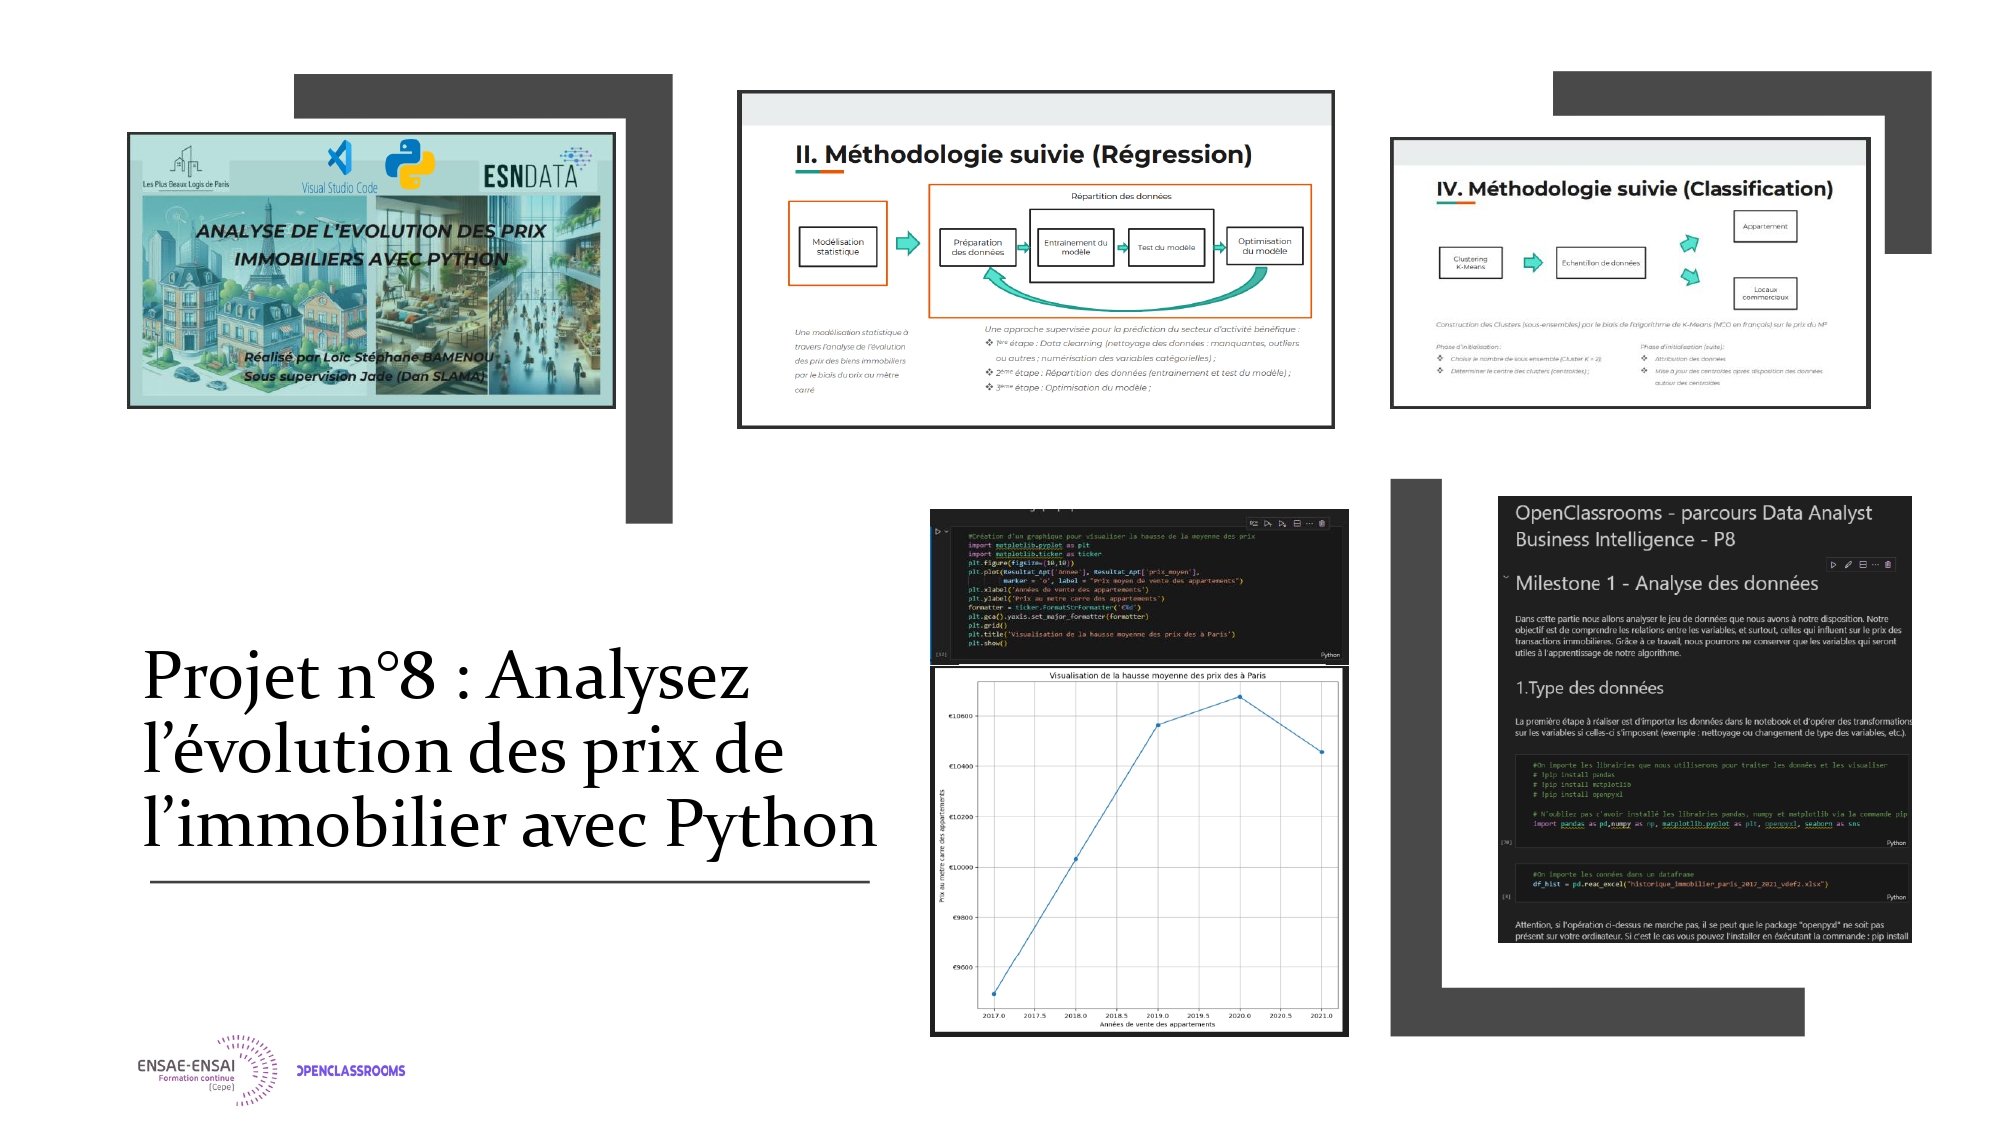 Les Plus Beaux Logis de Paris
Visual Studio Code
ESNDATA
ANALYSE DE L'EVOLUTION DES PRIX
IMMOBILIERS AVEC PYTHON
Réalisé par Loïc Stéphane BAMENOU
Sous supervision Jade (Dan SLAMA)
II. Méthodologie suivie (Régression)
Répartition des données
Modélisation
statistique
Préparation
des données
Entrainement du
modèle
Test du modèle
Optimisation
du modèle
Une modélisation statistique à
travers l'analyse de l'évolution
des prix des biens immobiliers
par le biais du prix au mètre
carré
Une approche supervisée pour la prédiction du secteur d'activité bénéfique :
❖ 1ère étape : Data clearning (nettoyage des données : manquantes, outliers
ou autres ; numérisation des variables catégorielles) ;
❖ 2ème étape : Répartition des données (entrainement et test du modèle) ;
❖ 3ème étape : Optimisation du modèle ;
IV. Méthodologie suivie (Classification)
Clustering
K-Means
Echantillon de données
Appartement
Locaux
commerciaux
Construction des Clusters (sous-ensembles) par le biais de l'algorithme de K-Means (MCO en français) sur le prix du M²
Phase d'initialisation :
❖ Choisir le nombre de sous ensemble (Cluster K = 2);
❖ Déterminer le centre des clusters (centroïdes) ;
Phase d'initialisation (suite) :
❖ Attribution des données
❖ Mise à jour des centroïdes après disposition des données
autour des centroïdes
#Création d'un graphique pour visualiser la hausse de la moyenne des prix
import matplotlib.pyplot as plt
import matplotlib.ticker as ticker
plt.figure(figsize=(10,10))
plt.plot(Resultat_Apt['Annee'], Resultat_Apt['prix_moyen'],
marker = 'o', label = "Prix moyen de vente des appartements")
plt.xlabel('Années de vente des appartements')
plt.ylabel('Prix au metre carre des appartements')
formatter = ticker.FormatStrFormatter('€%d')
plt.gca().yaxis.set_major_formatter(formatter)
plt.grid()
plt.title('Visualisation de la hausse moyenne des prix des à Paris')
plt.show()
Python
Visualisation de la hausse moyenne des prix des à Paris
€10600
€10400
€10200
€10000
€9800
€9600
Prix au metre carre des appartements
2017.0 2017.5 2018.0 2018.5 2019.0 2019.5 2020.0 2020.5 2021.0
Années de vente des appartements
OpenClassrooms - parcours Data Analyst
Business Intelligence - P8
Milestone 1 - Analyse des données
Dans cette partie nous allons analyser le jeu de données que nous avons à notre disposition. Notre
objectif est de comprendre les relations entre les variables, et surtout, celles qui influent sur le prix des
transactions immobilieres. Grâce à ce travail, nous pourrons ne conserver que les variables qui seront
utiles à l'apprentissage de notre algorithme.
1.Type des données
La première étape à réaliser est d'importer les données dans le notebook et d'opérer des transformations
sur les variables si celles-ci s'imposent (exemple : nettoyage ou changement de type des variables, etc.).
#On importe les librairies que nous utiliserons pour traiter les données et les visualiser
# !pip install pandas
# !pip install matplotlib
# !pip install openpyxl
# N'oubliez pas d'avoir installé les librairies pandas, numpy et matplotlib via la commande pip
import pandas as pd,numpy as np, matplotlib.pyplot as plt, openpyxl, seaborn as sns
Python
#On importe les données dans un dataframe
df_hist = pd.read_excel("historique_immobilier_paris_2017_2021_vdef2.xlsx")
Python
Attention, si l'opération ci-dessus ne marche pas, il se peut que le package "openpyxl" ne soit pas
présent sur votre ordinateur. Si c'est le cas vous pouvez l'installer en éxécutant la commande : pip install
Projet n°8 : Analysez
l'évolution des prix de
l'immobilier avec Python
ENSAE-ENSAI
Formation continue
(Cepe)
OPENCLASSROOMS